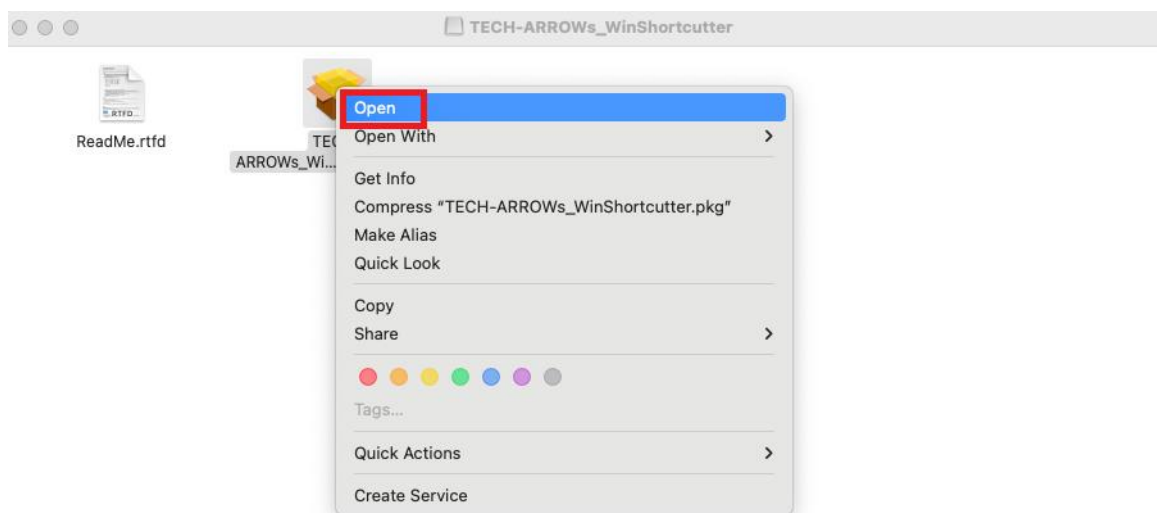 TECH-ARROWs_WinShortcutter
RTFD
ReadMe.rtfd
TEC
ARROWs_Wi...
Open
Open With
Get Info
Compress “TECH-ARROWs_WinShortcutter.pkg”
Make Alias
Quick Look
Copy
Share
Tags...
Quick Actions
Create Service